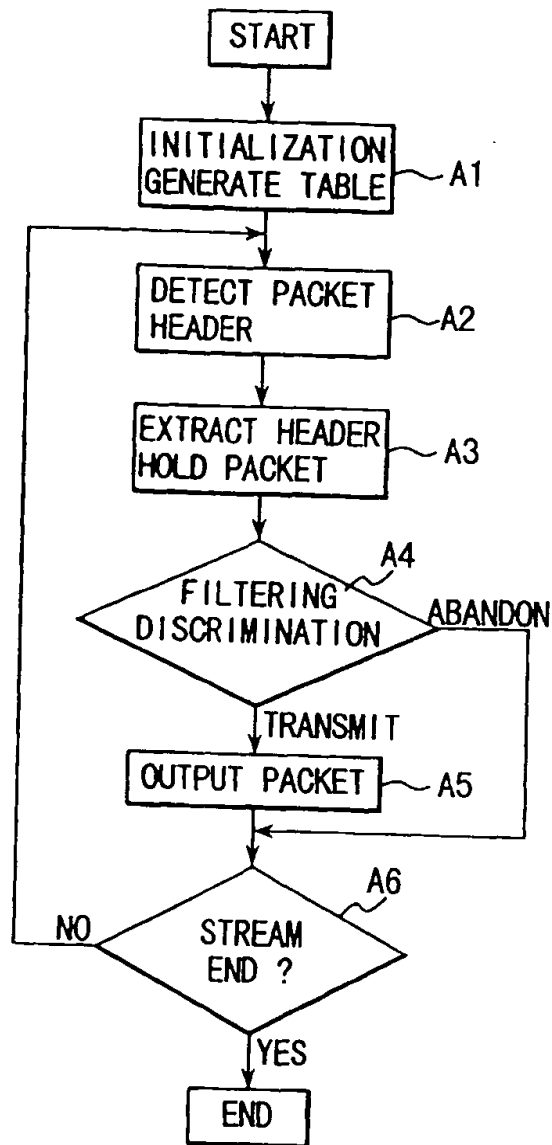 START
INITIALIZATION
GENERATE TABLE
A1
DETECT PACKET
HEADER
A2
EXTRACT HEADER
HOLD PACKET
A3
A4
FILTERING
DISCRIMINATION
ABANDON
TRANSMIT
OUTPUT PACKET
A5
A6
NO
STREAM
END ?
YES
END